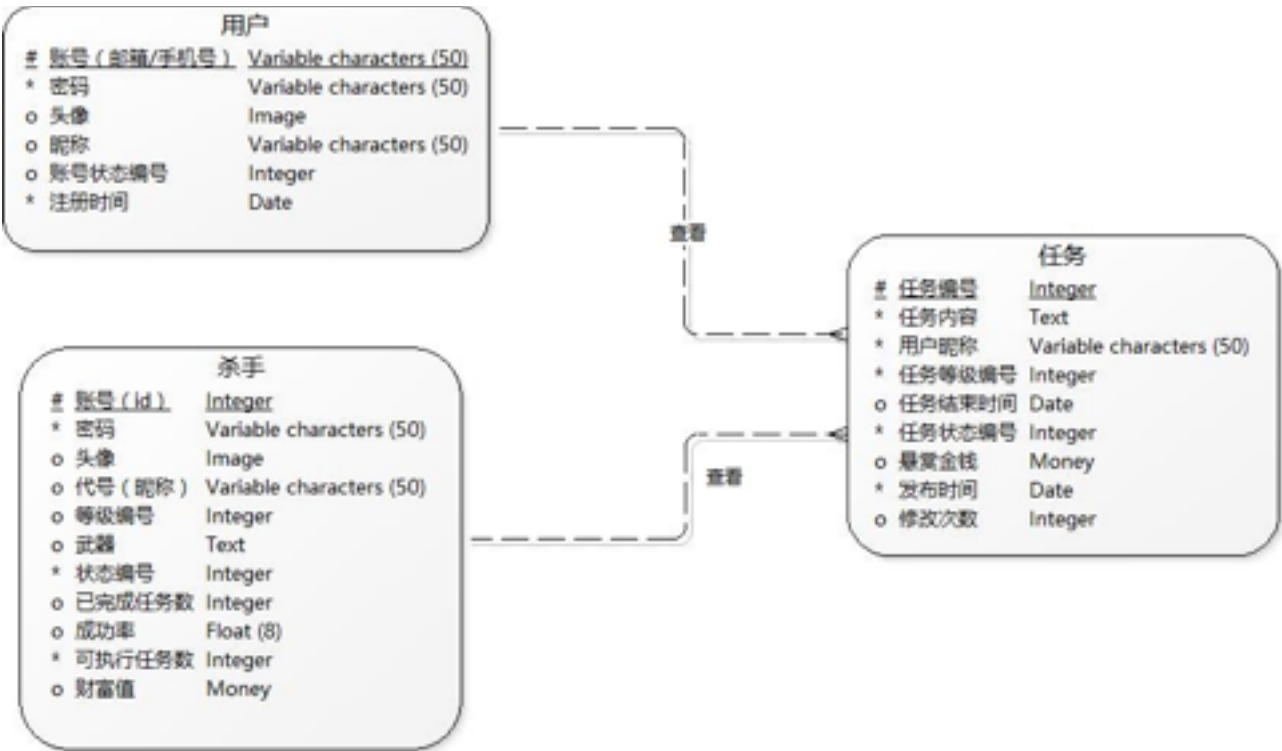 用户
# 账号（邮箱/手机号） Variable characters (50)
* 密码 Variable characters (50)
o 头像 Image
o 昵称 Variable characters (50)
o 账号状态编号 Integer
* 注册时间 Date
查看
任务
# 任务编号 Integer
* 任务内容 Text
* 用户昵称 Variable characters (50)
* 任务等级编号 Integer
o 任务结束时间 Date
* 任务状态编号 Integer
o 悬赏金钱 Money
* 发布时间 Date
o 修改次数 Integer
杀手
# 账号（id） Integer
* 密码 Variable characters (50)
o 头像 Image
o 代号（昵称） Variable characters (50)
o 等级编号 Integer
o 武器 Text
* 状态编号 Integer
o 已完成任务数 Integer
o 成功率 Float (8)
* 可执行任务数 Integer
o 财富值 Money
查看